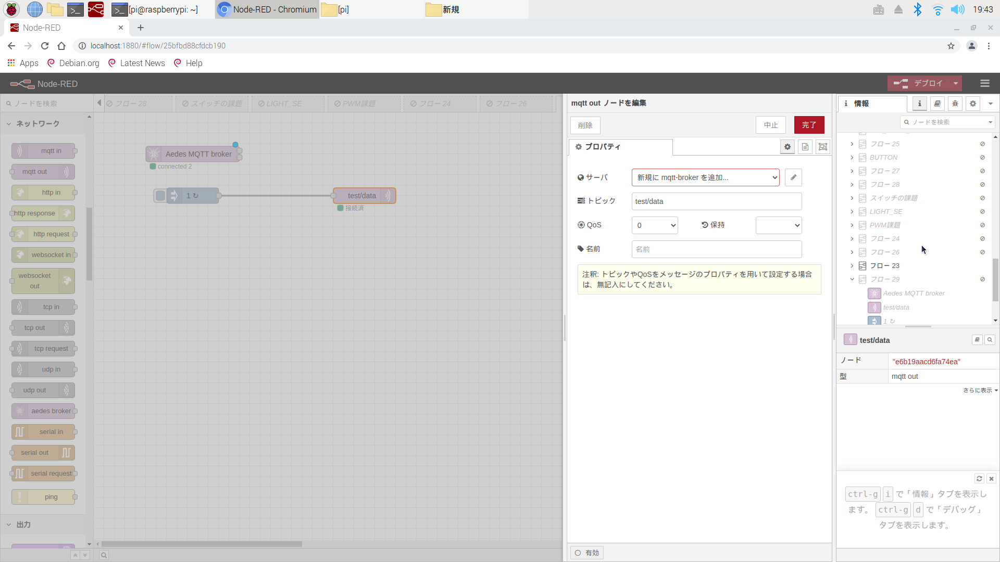 [pi@raspberrypi: ~]
Node-RED - Chromium
[pi]
新規
19:43
Node-RED
localhost:1880/#flow/25bfbd88cfdcb190
Apps
Debian.org
Latest News
Help
Node-RED
デプロイ
ノードを検索
フロー 28
スイッチの課題
LIGHT_SE
PWM課題
フロー 24
フロー 26
ネットワーク
mqtt in
mqtt out
http in
http response
http request
websocket in
websocket
out
tcp in
tcp out
tcp request
udp in
udp out
aedes broker
serial in
serial out
serial request
ping
出力
Aedes MQTT broker
connected 2
1 ↻
test/data
接続済
mqtt out ノードを編集
削除
中止
完了
プロパティ
サーバ
新規に mqtt-broker を追加...
トピック
test/data
QoS
0
保持
名前
名前
注釈: トピックやQoSをメッセージのプロパティを用いて設定する場合
は、無記入にしてください。
有効
情報
ノードを検索
フロー 25
BUTTON
フロー 27
フロー 28
スイッチの課題
LIGHT_SE
PWM課題
フロー 24
フロー 26
フロー 23
フロー 29
Aedes MQTT broker
test/data
1 ↻
test/data
ノード
"e6b19aacd6fa74ea"
型
mqtt out
さらに表示
ctrl-g i で「情報」タブを表示し
ます。 ctrl-g d で「デバッグ」
タブを表示します。